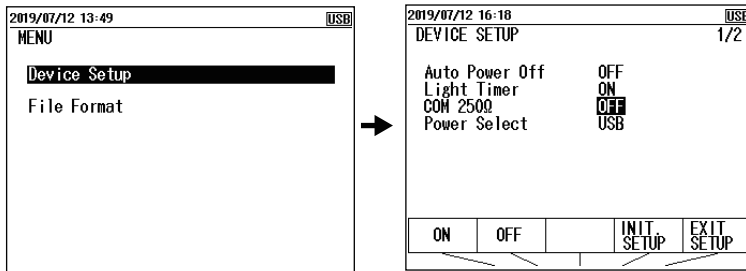 2019/07/12 13:49 USB
MENU
Device Setup
File Format
2019/07/12 16:18 USB
DEVICE SETUP 1/2
Auto Power Off OFF
Light Timer ON
COM 250Ω OFF
Power Select USB
ON OFF INIT. SETUP EXIT SETUP